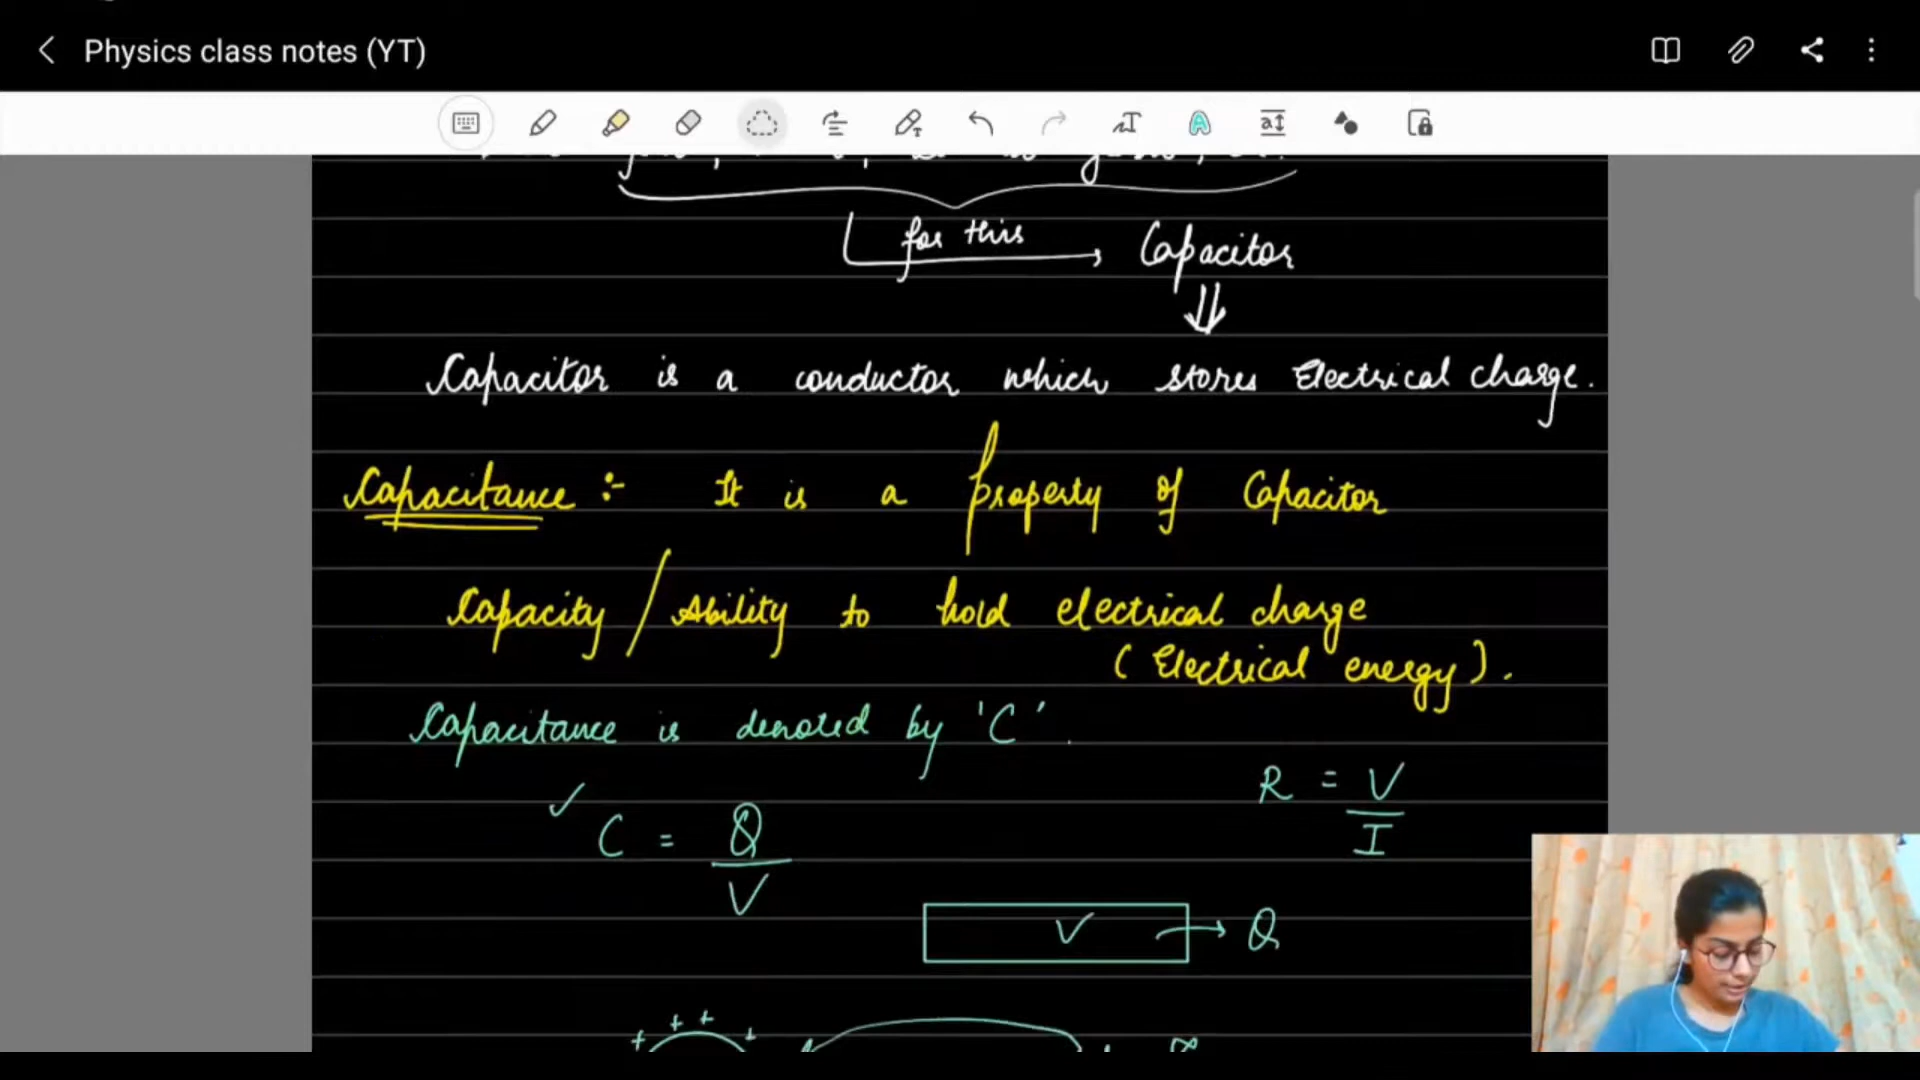 Physics class notes (YT)
for this → Capacitor
⇓
Capacitor is a conductor which stores Electrical charge.
Capacitance :- It is a property of Capacitor
Capacity / Ability to hold electrical charge
(Electrical energy).
Capacitance is denoted by 'C'.
R = V
I
✓ C = Q
V
V → Q
+ + + +